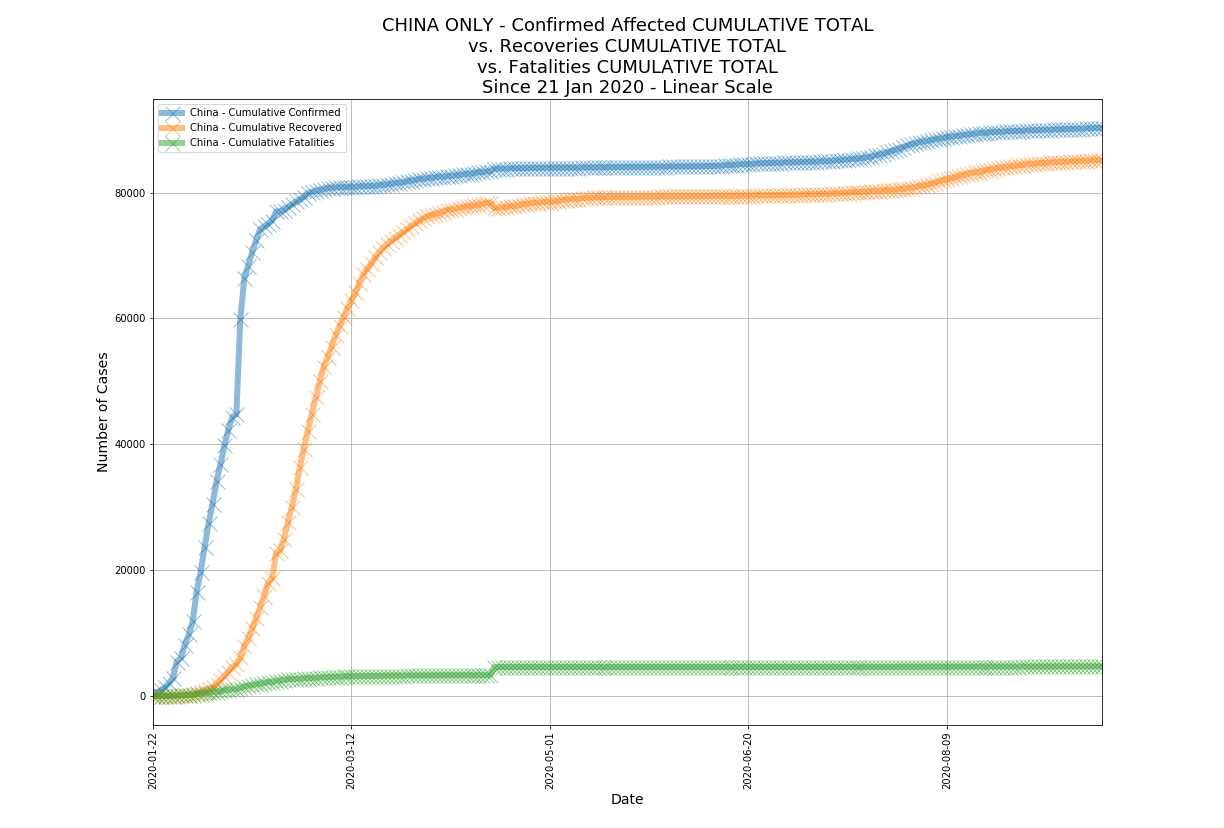 CHINA ONLY - Confirmed Affected CUMULATIVE TOTAL
vs. Recoveries CUMULATIVE TOTAL
vs. Fatalities CUMULATIVE TOTAL
Since 21 Jan 2020 - Linear Scale
China - Cumulative Confirmed
China - Cumulative Recovered
China - Cumulative Fatalities
Number of Cases
80000
60000
40000
20000
0
2020-01-22
2020-03-12
2020-05-01
2020-06-20
2020-08-09
Date